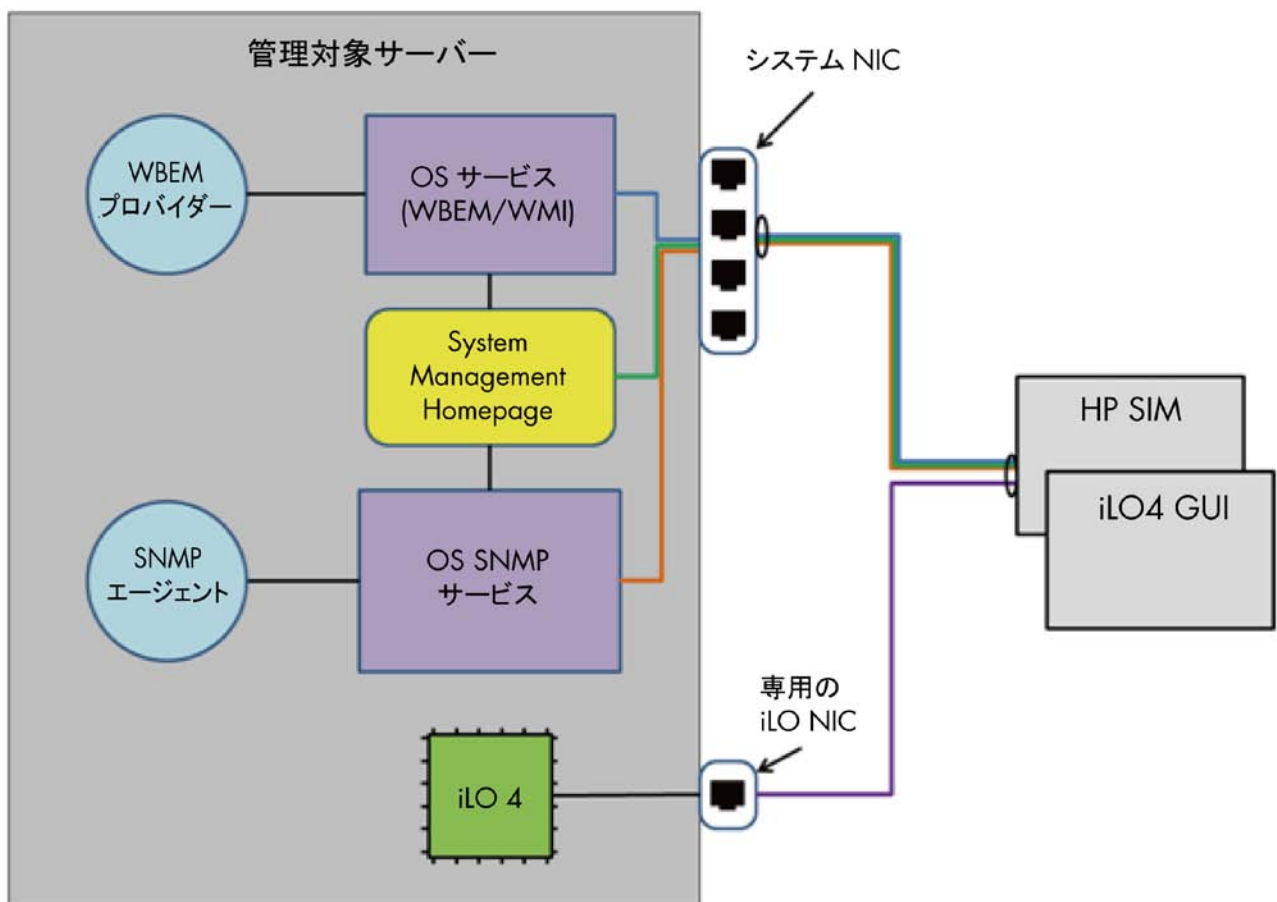 管理対象サーバー
システム NIC
WBEM
プロバイダー
OS サービス
(WBEM/WMI)
System
Management
Homepage
HP SIM
iLO4 GUI
SNMP
エージェント
OS SNMP
サービス
専用の
iLO NIC
iLO 4